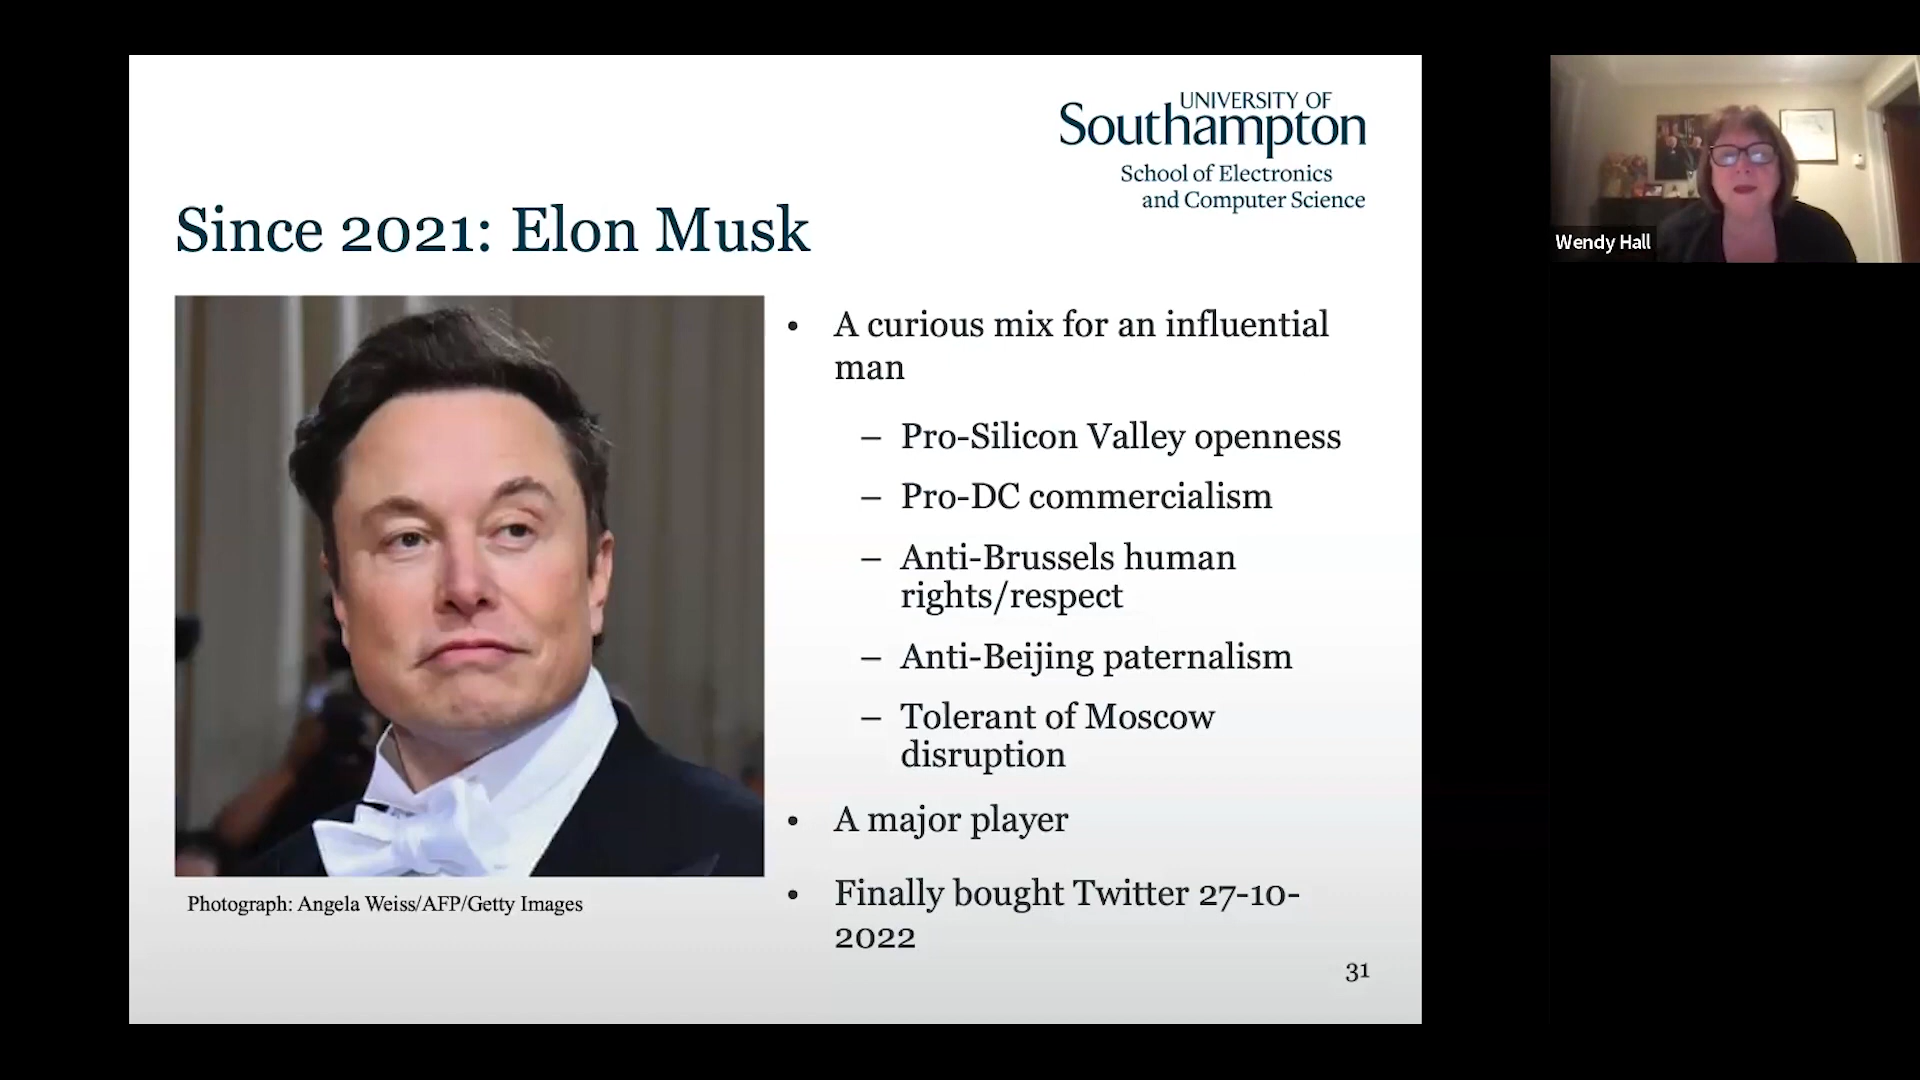 UNIVERSITY OF
Southampton
School of Electronics
and Computer Science
Since 2021: Elon Musk
• A curious mix for an influential
man
– Pro-Silicon Valley openness
– Pro-DC commercialism
– Anti-Brussels human
rights/respect
– Anti-Beijing paternalism
– Tolerant of Moscow
disruption
• A major player
• Finally bought Twitter 27-10-
2022
Photograph: Angela Weiss/AFP/Getty Images
31
Wendy Hall